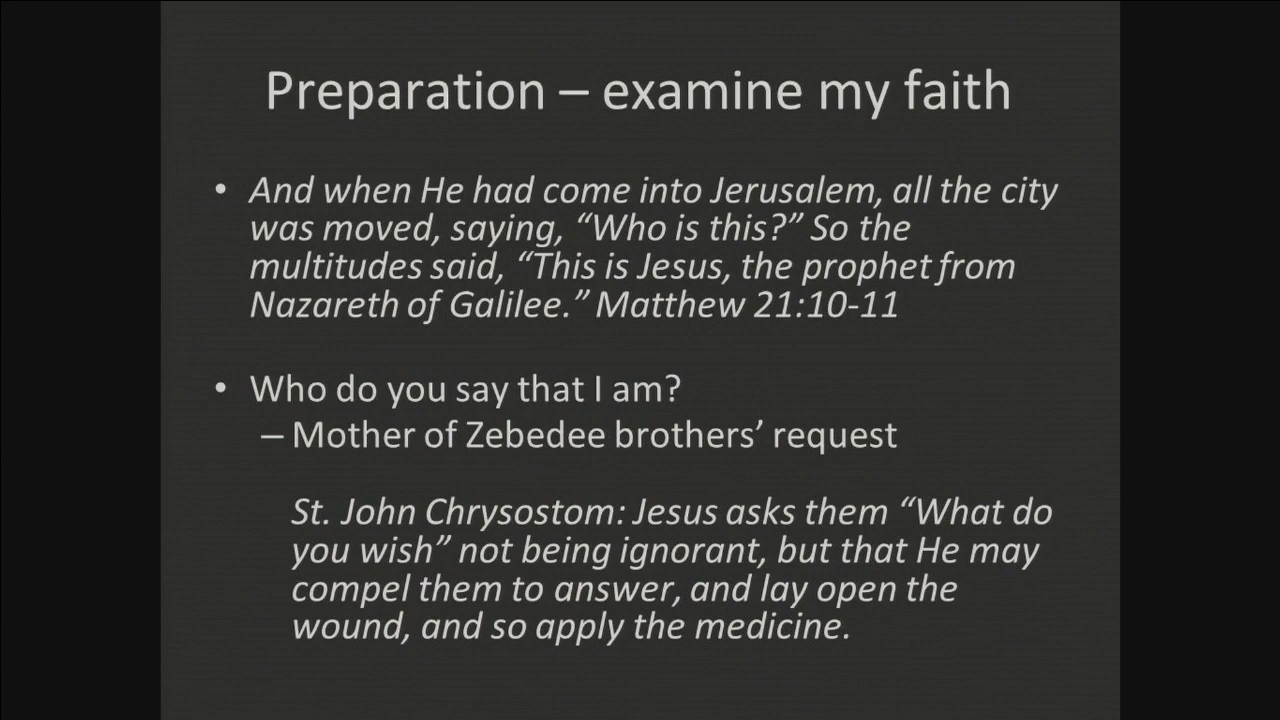 Preparation – examine my faith
• And when He had come into Jerusalem, all the city
was moved, saying, “Who is this?” So the
multitudes said, “This is Jesus, the prophet from
Nazareth of Galilee.” Matthew 21:10-11
• Who do you say that I am?
– Mother of Zebedee brothers’ request
St. John Chrysostom: Jesus asks them “What do
you wish” not being ignorant, but that He may
compel them to answer, and lay open the
wound, and so apply the medicine.